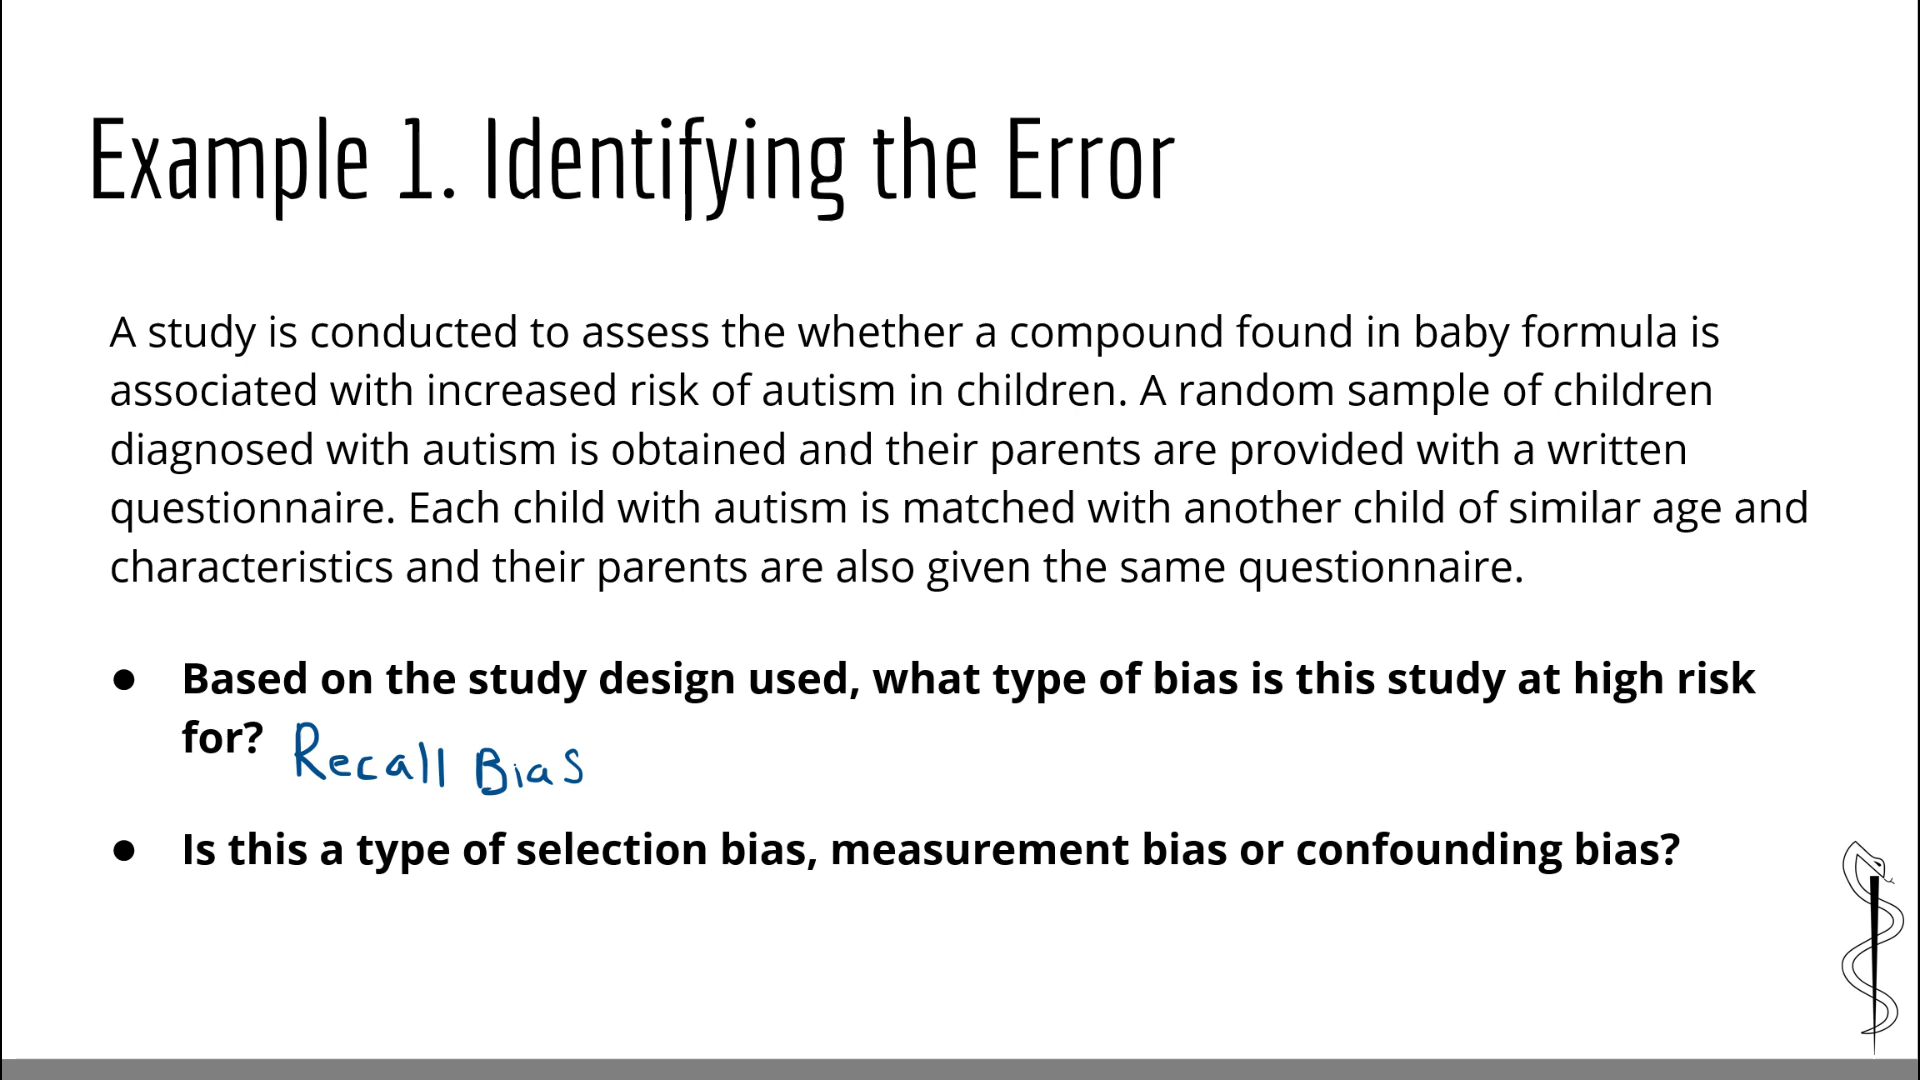 Example 1. Identifying the Error
A study is conducted to assess the whether a compound found in baby formula is
associated with increased risk of autism in children. A random sample of children
diagnosed with autism is obtained and their parents are provided with a written
questionnaire. Each child with autism is matched with another child of similar age and
characteristics and their parents are also given the same questionnaire.
● Based on the study design used, what type of bias is this study at high risk
for? Recall Bias
● Is this a type of selection bias, measurement bias or confounding bias?